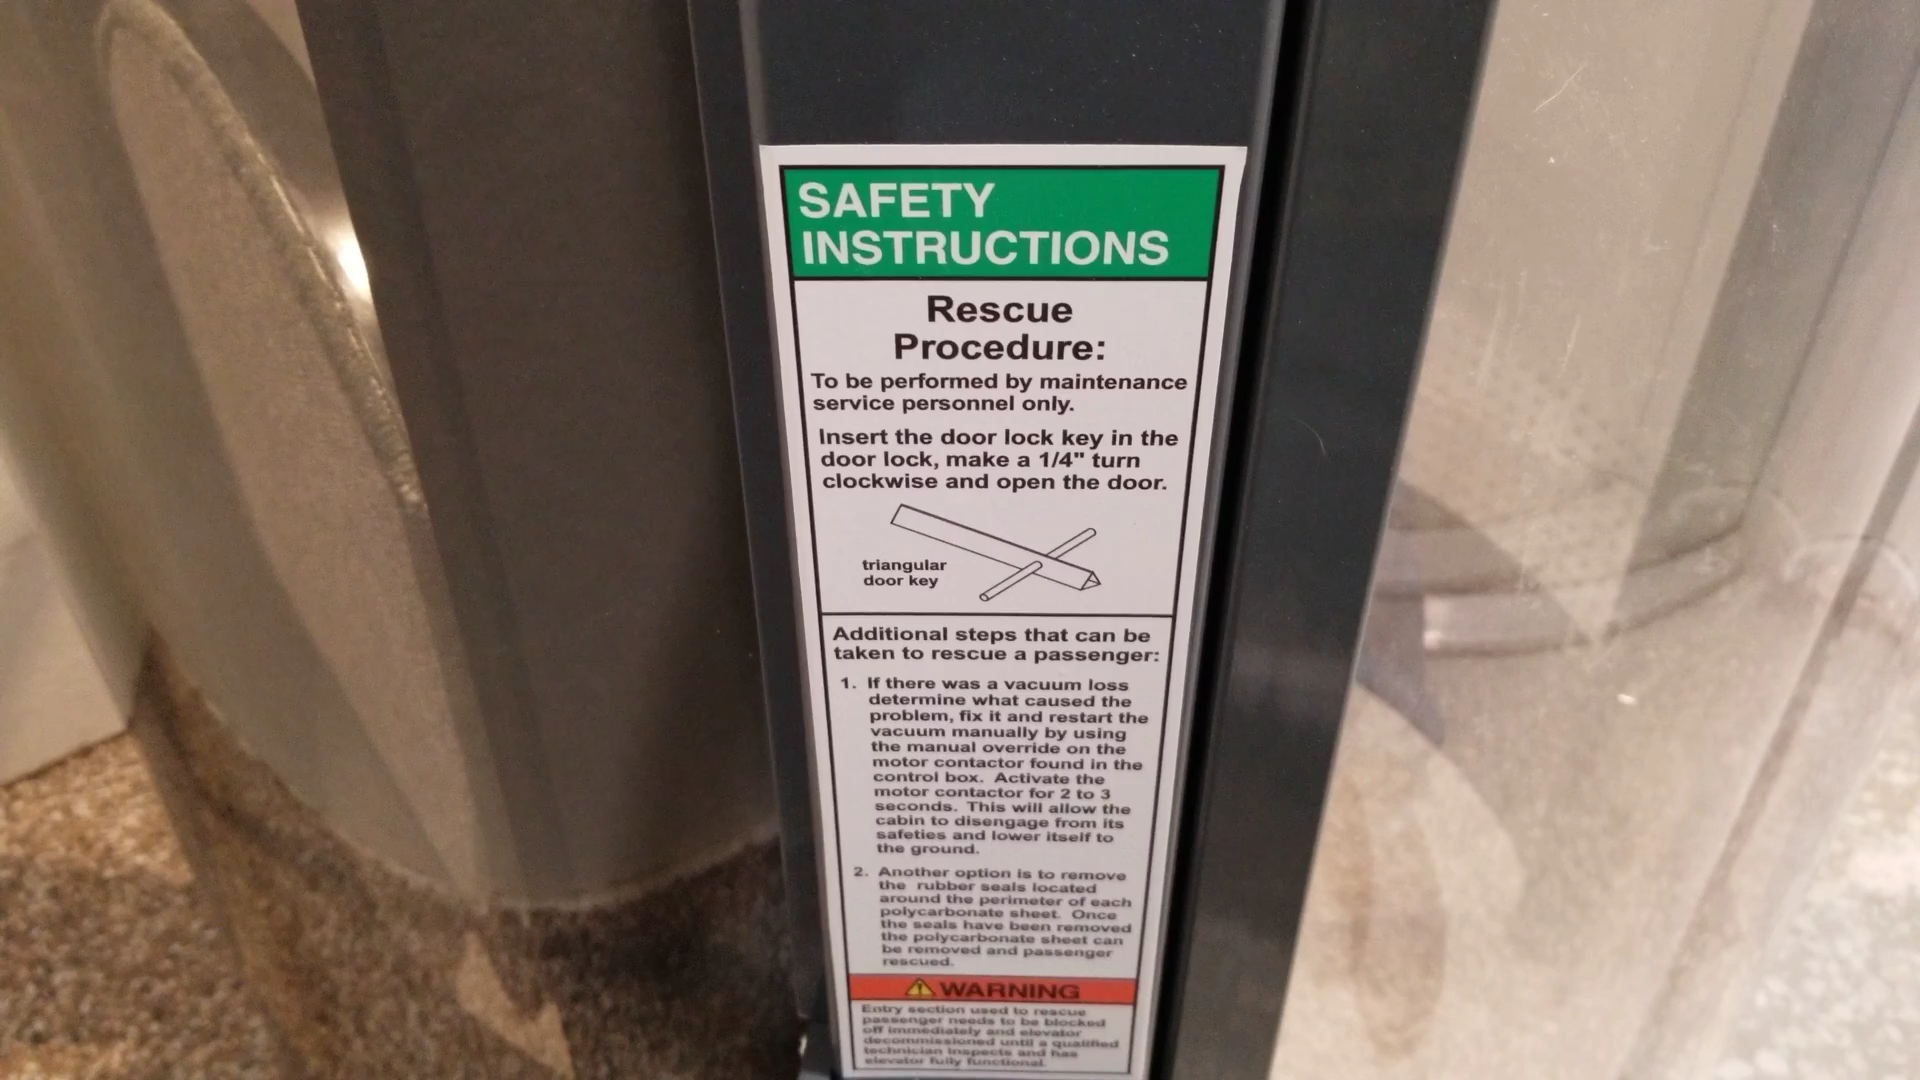 SAFETY
INSTRUCTIONS
Rescue
Procedure:
To be performed by maintenance
service personnel only.
Insert the door lock key in the
door lock, make a 1/4" turn
clockwise and open the door.
triangular
door key
Additional steps that can be
taken to rescue a passenger:
1. If there was a vacuum loss
determine what caused the
problem, fix it and restart the
vacuum manually by using
the manual override on the
motor contactor found in the
control box. Activate the
motor contactor for 2 to 3
seconds. This will allow the
cabin to disengage from its
safeties and lower itself to
the ground.
2. Another option is to remove
the rubber seals located
around the perimeter of each
polycarbonate sheet. Once
the seals have been removed
the polycarbonate sheet can
be removed and passenger
rescued.
WARNING
Entry section used to rescue
passenger needs to be blocked
off immediately and elevator
decommissioned until a qualified
technician inspects and has
elevator fully functional.